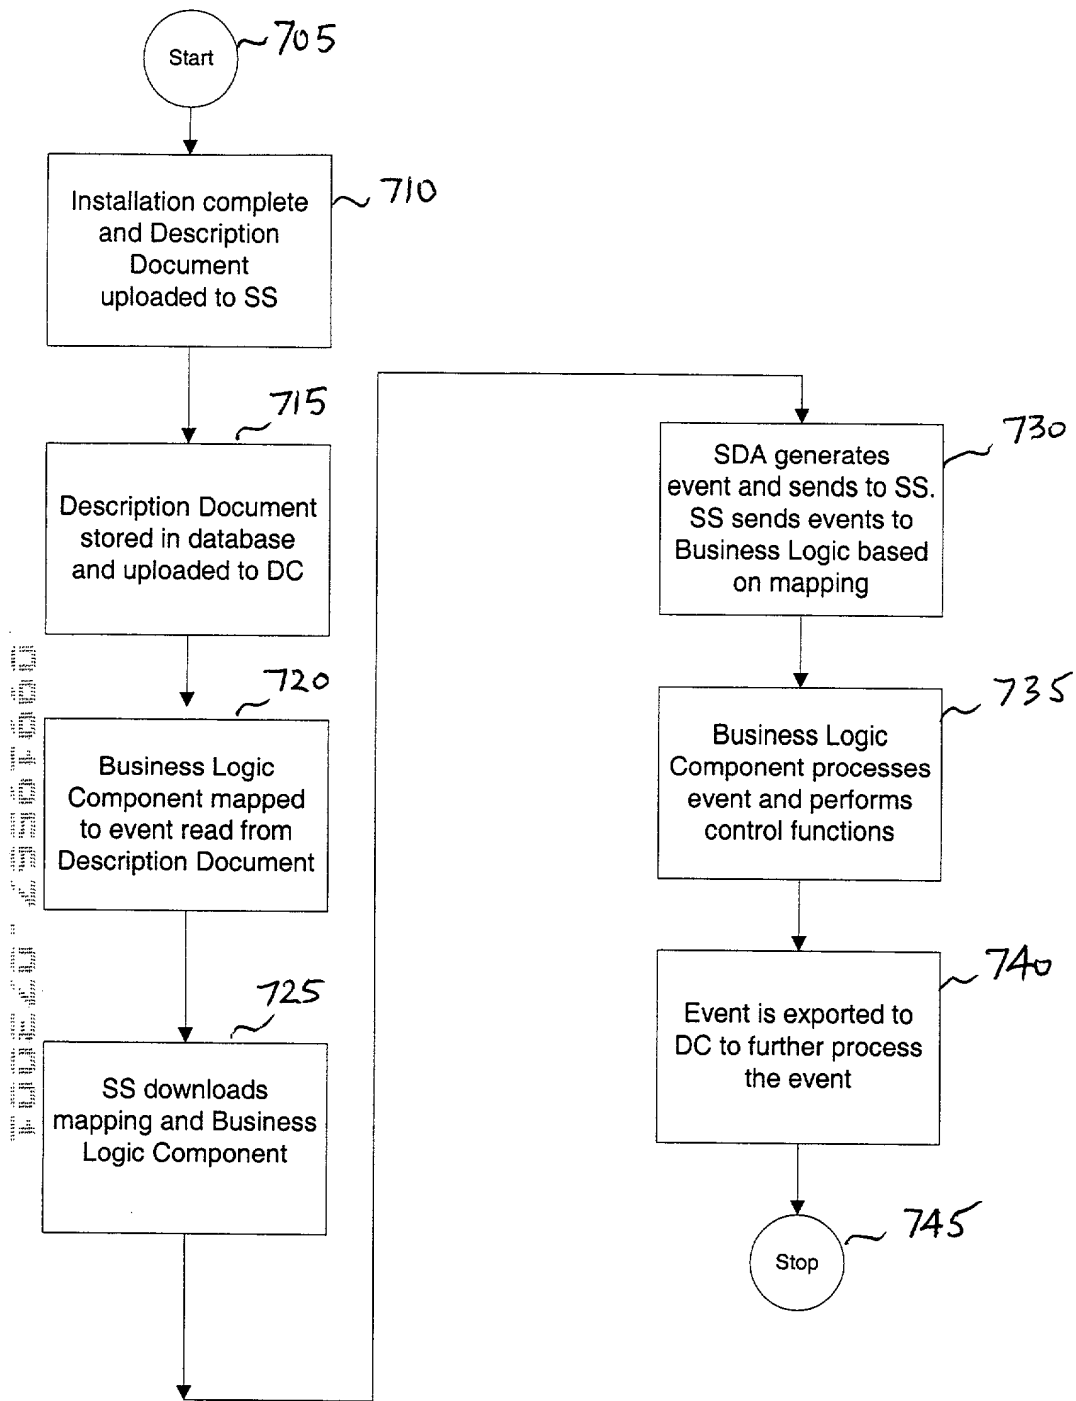 Start
705
Installation complete
and Description
Document
uploaded to SS
710
715
Description Document
stored in database
and uploaded to DC
720
Business Logic
Component mapped
to event read from
Description Document
725
SS downloads
mapping and Business
Logic Component
730
SDA generates
event and sends to SS.
SS sends events to
Business Logic based
on mapping
735
Business Logic
Component processes
event and performs
control functions
740
Event is exported to
DC to further process
the event
745
Stop